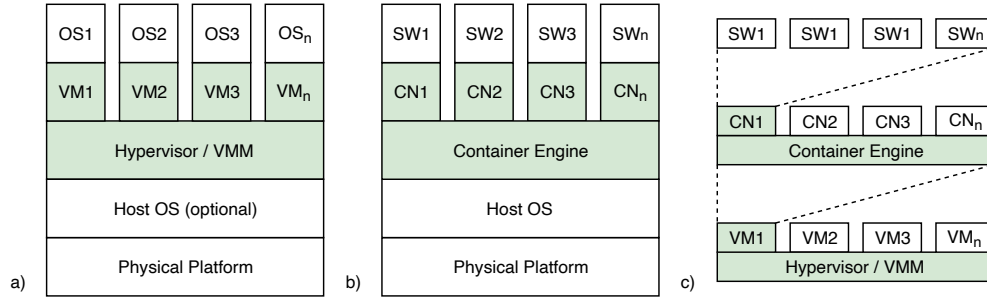 OS1 OS2 OS3 OSn
VM1 VM2 VM3 VMn
Hypervisor / VMM
Host OS (optional)
Physical Platform
a)
SW1 SW2 SW3 SWn
CN1 CN2 CN3 CNn
Container Engine
Host OS
Physical Platform
b)
SW1 SW1 SW1 SWn
CN1 CN2 CN3 CNn
Container Engine
VM1 VM2 VM3 VMn
Hypervisor / VMM
c)